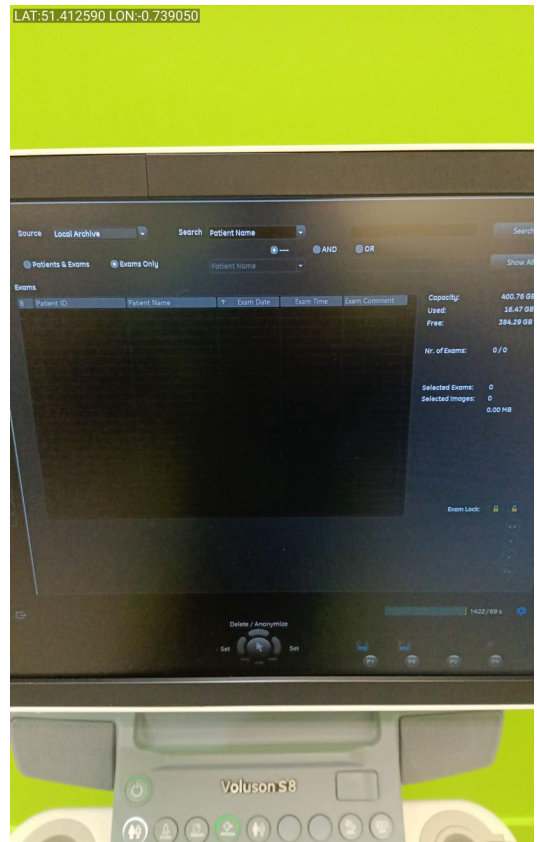 LAT:51.412590 LON:-0.739050
Source Local Archive Search Patient Name Search
--- AND OR
Patients & Exams Exams Only Patient Name Show All
Exams
B Patient ID Patient Name ↑ Exam Date Exam Time Exam Comment
Capacity: 400.76 GB
Used: 16.47 GB
Free: 384.29 GB
Nr. of Exams: 0 / 0
Selected Exams: 0
Selected Images: 0
0.00 MB
Exam Lock:
1422/69 s
Delete / Anonymize
Set Set
P1 P2 P3 P4
Voluson S8